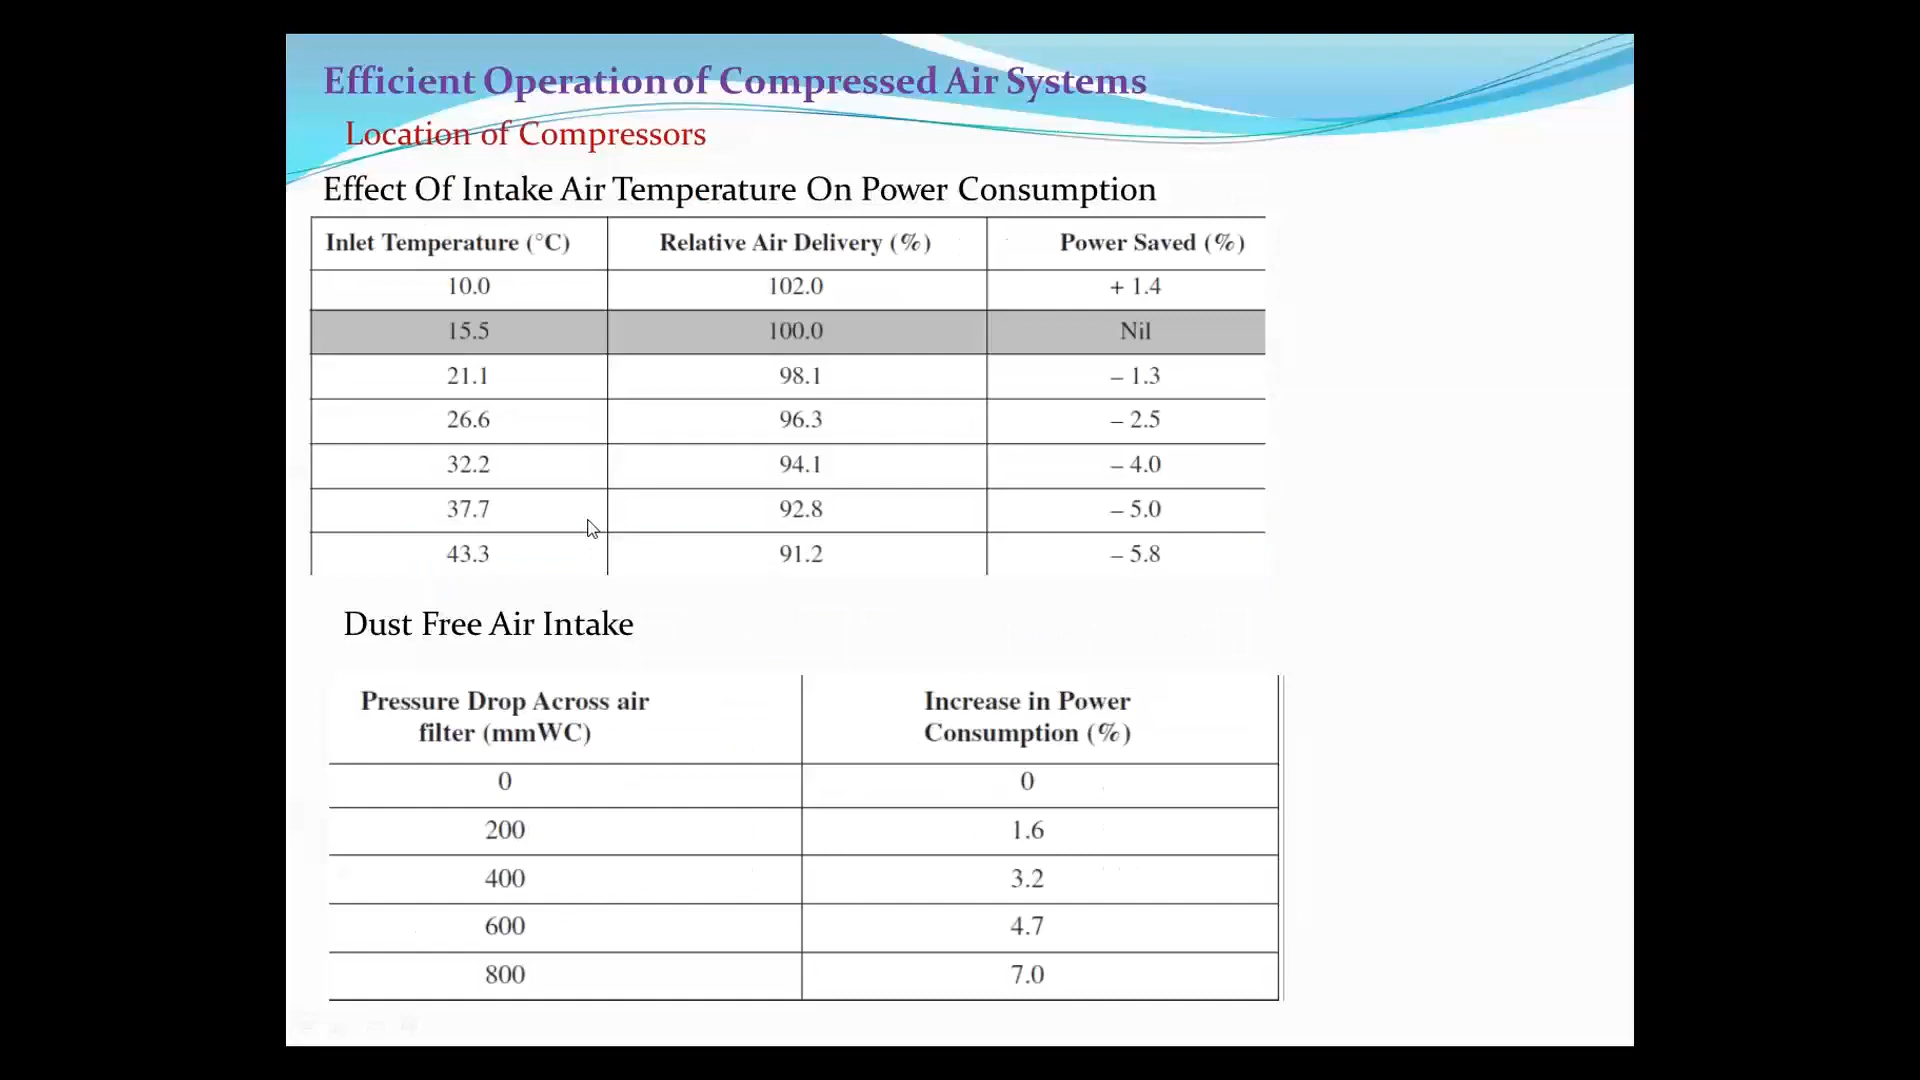 Efficient Operation of Compressed Air Systems
Location of Compressors
Effect Of Intake Air Temperature On Power Consumption
Inlet Temperature (°C) Relative Air Delivery (%) Power Saved (%)
10.0 102.0 + 1.4
15.5 100.0 Nil
21.1 98.1 – 1.3
26.6 96.3 – 2.5
32.2 94.1 – 4.0
37.7 92.8 – 5.0
43.3 91.2 – 5.8
Dust Free Air Intake
Pressure Drop Across air Increase in Power
filter (mmWC) Consumption (%)
0 0
200 1.6
400 3.2
600 4.7
800 7.0